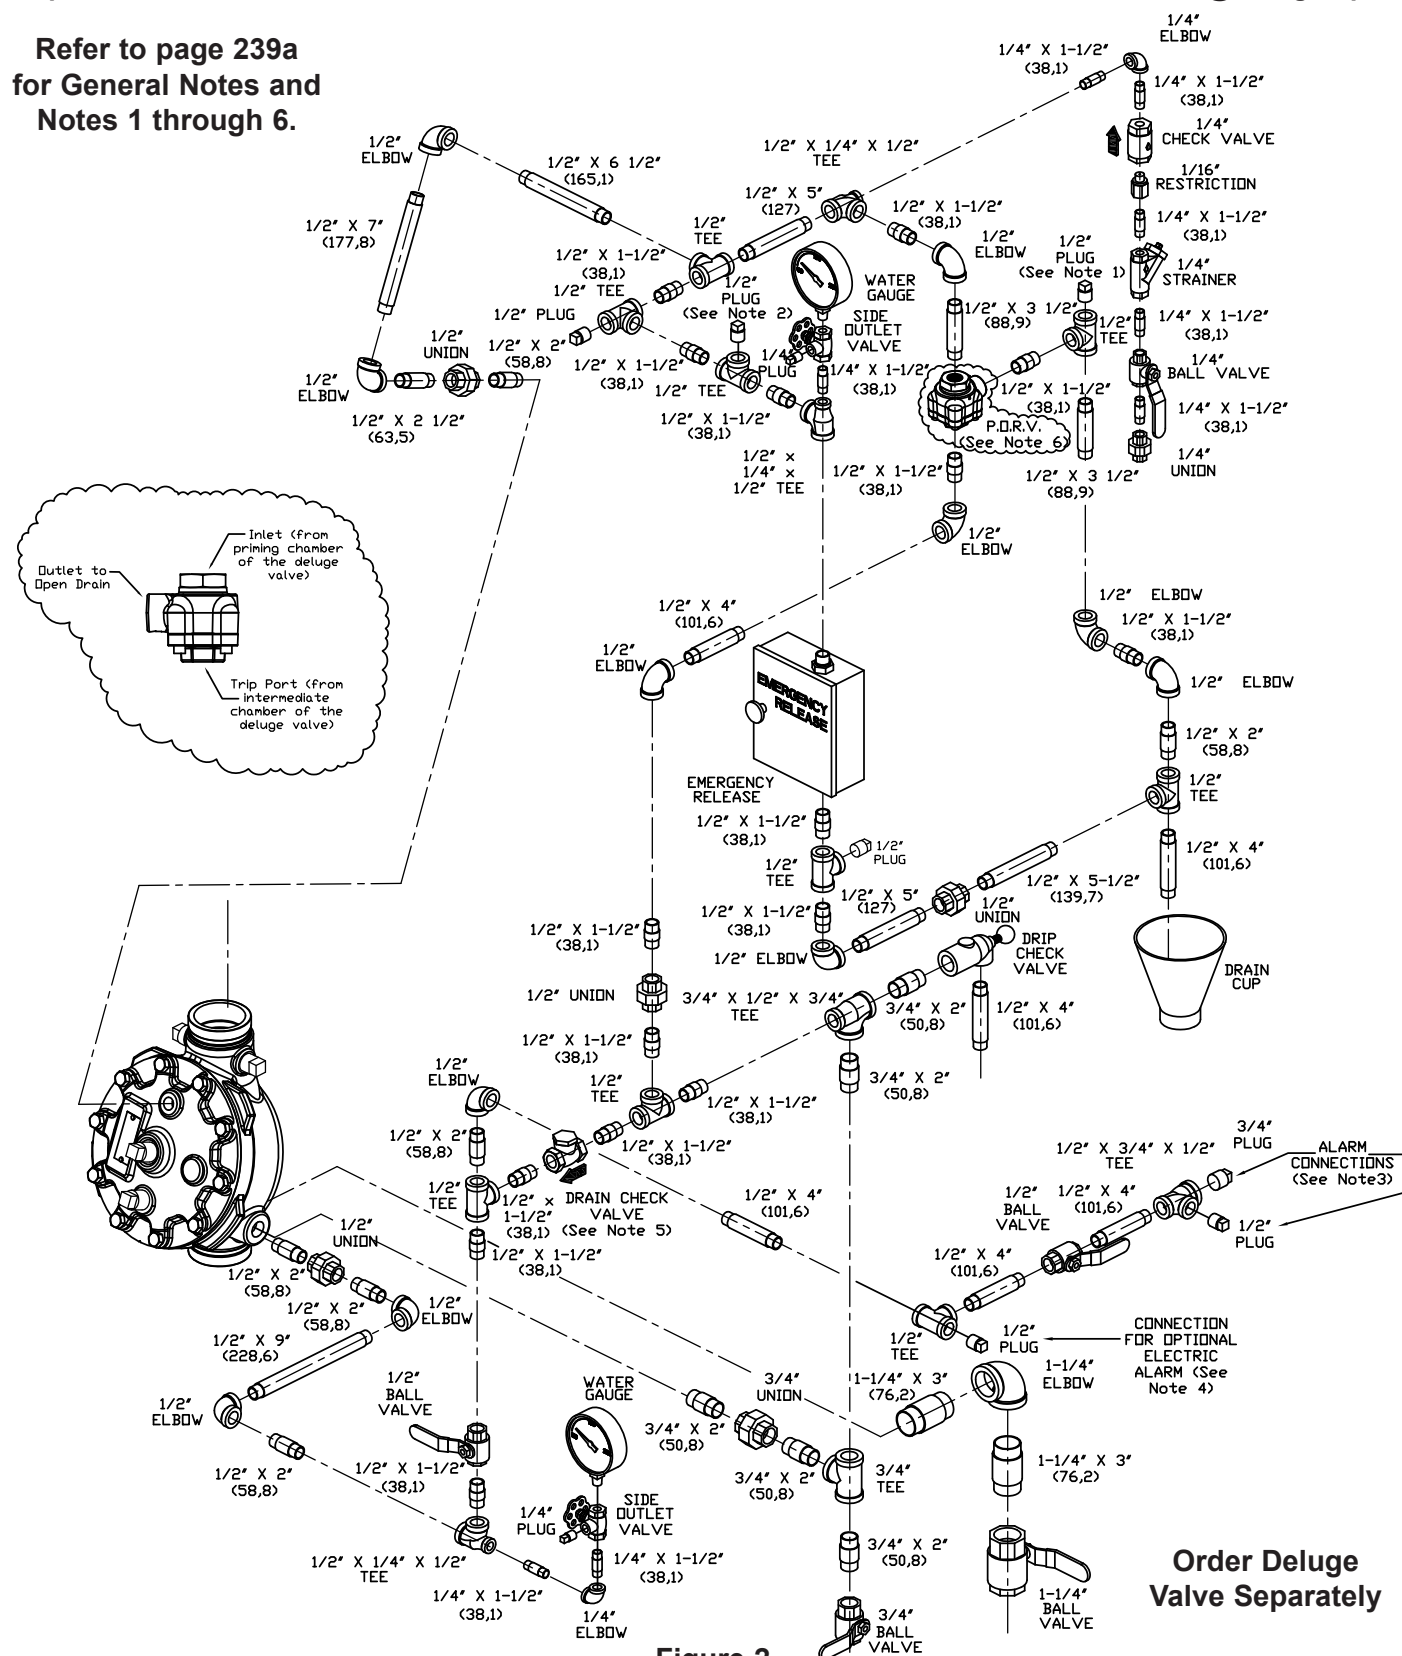 Refer to page 239a
for General Notes and
Notes 1 through 6.
1/4" ELBOW
1/4" X 1-1/2"
(38,1)
1/4" X 1-1/2"
(38,1)
1/4"
CHECK VALVE
1/16"
RESTRICTION
1/4" X 1-1/2"
(38,1)
1/4"
STRAINER
1/4" X 1-1/2"
(38,1)
1/4"
BALL VALVE
1/4" X 1-1/2"
(38,1)
1/4"
UNION
1/2"
ELBOW
1/2" X 6 1/2"
(165,1)
1/2" X 7"
(177,8)
1/2" X 1/4" X 1/2"
TEE
1/2" X 5"
(127)
1/2"
TEE
1/2" X 1-1/2"
(38,1)
1/2"
ELBOW
1/2"
PLUG
(See Note 1)
1/2" X 1-1/2"
(38,1)
1/2" TEE
1/2" PLUG
1/2"
PLUG
(See Note 2)
WATER
GAUGE
SIDE
OUTLET
VALVE
1/2" X 3 1/2"
(88,9)
1/2"
TEE
1/2"
UNION
1/2" X 2"
(58,8)
1/2"
ELBOW
1/2" X 2 1/2"
(63,5)
1/2" X 1-1/2"
(38,1)
1/2" TEE
1/4"
PLUG
1/4" X 1-1/2"
(38,1)
1/2" X 1-1/2"
(38,1)
1/2" X 1-1/2"
(38,1)
P.O.R.V.
(See Note 6)
1/2" x
1/4" x
1/2" TEE
1/2" X 1-1/2"
(38,1)
1/2" X 3 1/2"
(88,9)
1/2"
ELBOW
Inlet (from
priming chamber
of the deluge
valve)
Outlet to
Open Drain
Trip Port (from
intermediate
chamber of the
deluge valve)
1/2" X 4"
(101,6)
1/2"
ELBOW
1/2" ELBOW
1/2" X 1-1/2"
(38,1)
1/2" ELBOW
EMERGENCY
RELEASE
EMERGENCY
RELEASE
1/2" X 2"
(58,8)
1/2"
TEE
1/2" X 1-1/2"
(38,1)
1/2"
PLUG
1/2"
TEE
1/2" X 4"
(101,6)
1/2" X 5"
(127)
1/2" X 5-1/2"
(139,7)
1/2"
UNION
1/2" X 1-1/2"
(38,1)
1/2" X 1-1/2"
(38,1)
1/2" ELBOW
DRIP
CHECK
VALVE
DRAIN
CUP
1/2" UNION
3/4" X 1/2" X 3/4"
TEE
3/4" X 2"
(50,8)
1/2" X 4"
(101,6)
1/2" X 1-1/2"
(38,1)
1/2"
ELBOW
1/2"
TEE
1/2" X 1-1/2"
(38,1)
3/4" X 2"
(50,8)
1/2" X 2"
(58,8)
1/2" X 1-1/2"
(38,1)
1/2"
TEE
1/2" x
1-1/2"
(38,1)
DRAIN CHECK
VALVE
(See Note 5)
1/2" X 1-1/2"
(38,1)
1/2" X 4"
(101,6)
3/4"
PLUG
1/2" X 3/4" X 1/2"
TEE
ALARM
CONNECTIONS
(See Note3)
1/2"
BALL
VALVE
1/2" X 4"
(101,6)
1/2"
PLUG
1/2" X 4"
(101,6)
1/2"
UNION
1/2" X 2"
(58,8)
1/2" X 2"
(58,8)
1/2"
ELBOW
1/2" X 9"
(228,6)
1/2"
TEE
1/2"
PLUG
CONNECTION
FOR OPTIONAL
ELECTRIC
ALARM (See
Note 4)
1/2"
ELBOW
1/2"
BALL
VALVE
WATER
GAUGE
3/4"
UNION
1-1/4" X 3"
(76,2)
1-1/4"
ELBOW
3/4" X 2"
(50,8)
1/2" X 2"
(58,8)
1/2" X 1-1/2"
(38,1)
3/4" X 2"
(50,8)
3/4"
TEE
1-1/4" X 3"
(76,2)
1/4"
PLUG
SIDE
OUTLET
VALVE
1/2" X 1/4" X 1/2"
TEE
1/4" X 1-1/2"
(38,1)
1/4" X 1-1/2"
(38,1)
1/4"
ELBOW
3/4" X 2"
(50,8)
3/4"
BALL
VALVE
1-1/4"
BALL
VALVE
Order Deluge
Valve Separately